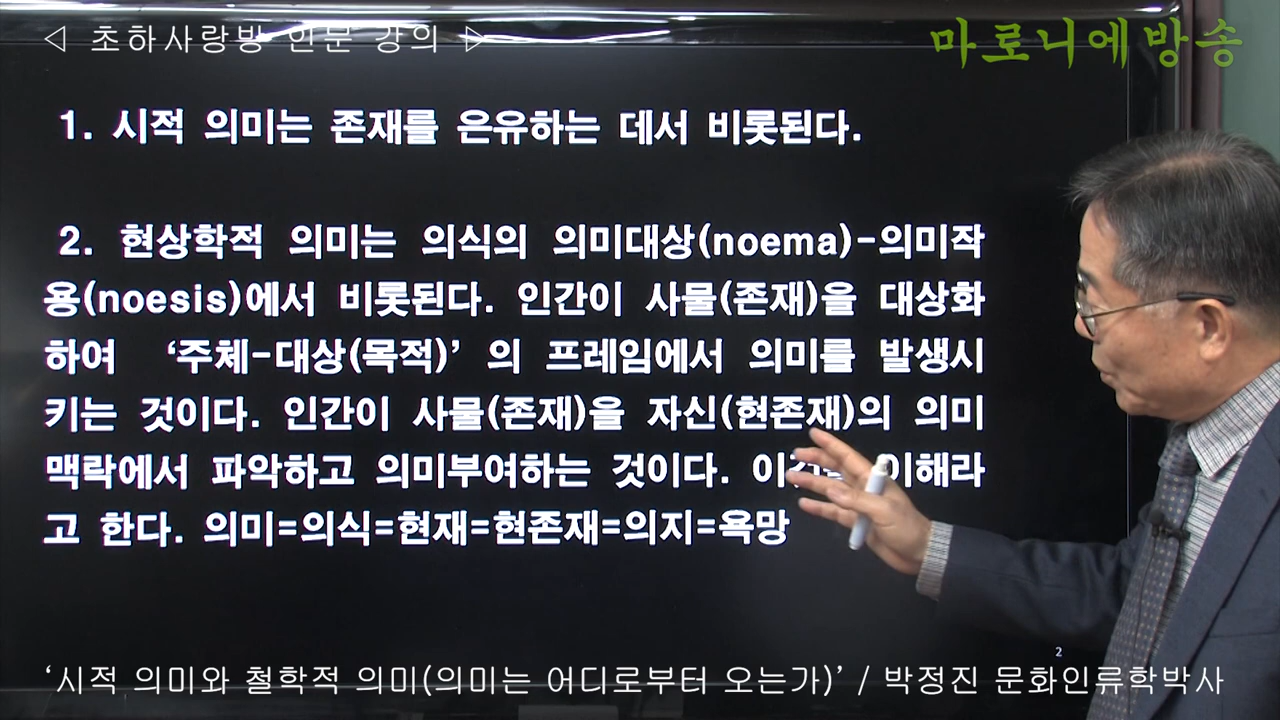 ◁ 초하사랑방 인문 강의 ▷
마로니에방송
1. 시적 의미는 존재를 은유하는 데서 비롯된다.
2. 현상학적 의미는 의식의 의미대상(noema)-의미작
용(noesis)에서 비롯된다. 인간이 사물(존재)을 대상화
하여 ‘주체-대상(목적)’ 의 프레임에서 의미를 발생시
키는 것이다. 인간이 사물(존재)을 자신(현존재)의 의미
맥락에서 파악하고 의미부여하는 것이다. 이해라
고 한다. 의미=의식=현재=현존재=의지=욕망
2
‘시적 의미와 철학적 의미(의미는 어디로부터 오는가)’ / 박정진 문화인류학박사